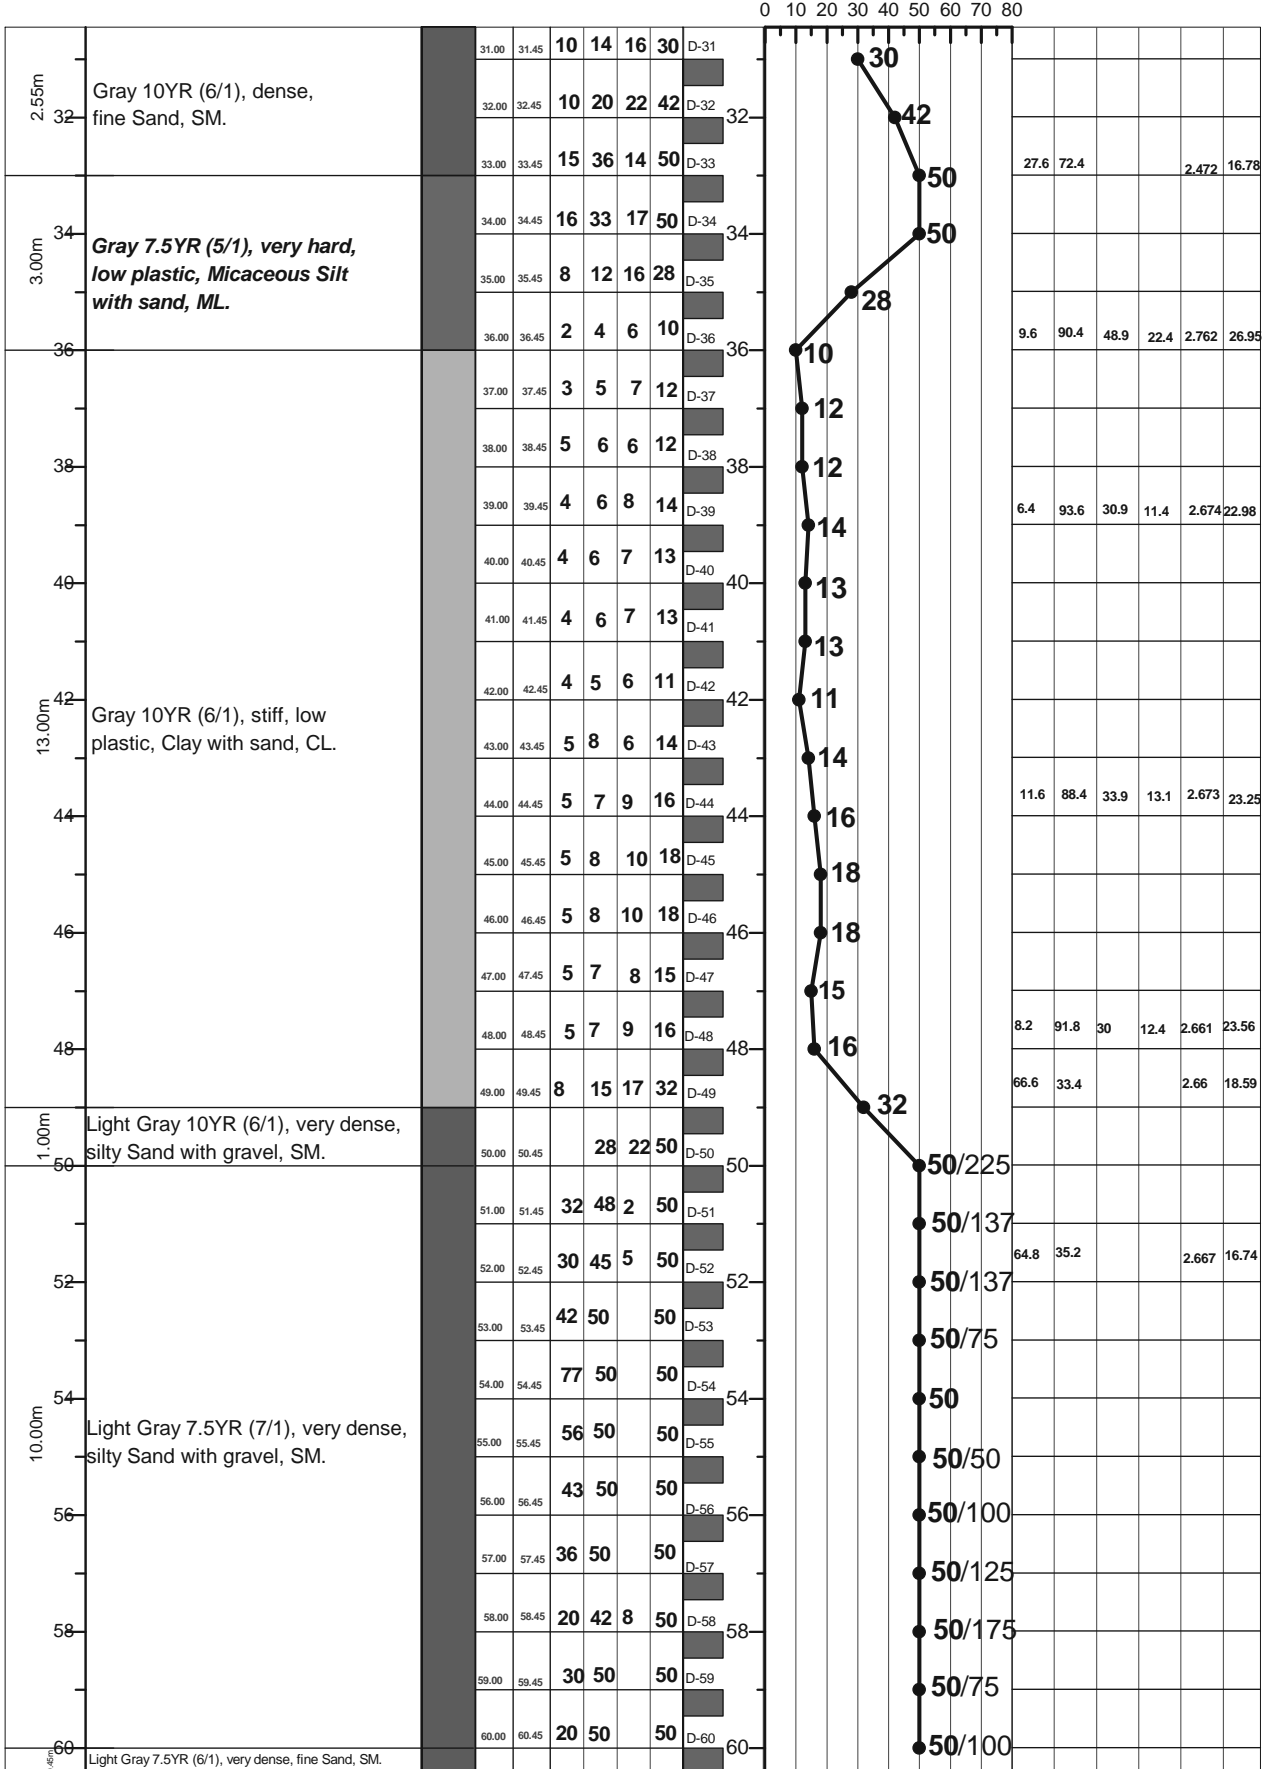 0 10 20 30 40 50 60 70 80
31.00 31.45 10 14 16 30 D-31
30
2.55m
Gray 10YR (6/1), dense,
fine Sand, SM.
32
32.00 32.45 10 20 22 42 D-32
32
42
33.00 33.45 15 36 14 50 D-33
50
27.6 72.4 2.472 16.78
34
34.00 34.45 16 33 17 50 D-34
34
50
3.00m
Gray 7.5YR (5/1), very hard,
low plastic, Micaceous Silt
with sand, ML.
35.00 35.45 8 12 16 28 D-35
28
36
36.00 36.45 2 4 6 10 D-36
36
10
9.6 90.4 48.9 22.4 2.762 26.95
37.00 37.45 3 5 7 12 D-37
12
38
38.00 38.45 5 6 6 12 D-38
38
12
39.00 39.45 4 6 8 14 D-39
14
6.4 93.6 30.9 11.4 2.674 22.98
40
40.00 40.45 4 6 7 13 D-40
40
13
41.00 41.45 4 6 7 13 D-41
13
42
42.00 42.45 4 5 6 11 D-42
42
11
13.00m
Gray 10YR (6/1), stiff, low
plastic, Clay with sand, CL.
43.00 43.45 5 8 6 14 D-43
14
44
44.00 44.45 5 7 9 16 D-44
44
16
11.6 88.4 33.9 13.1 2.673 23.25
45.00 45.45 5 8 10 18 D-45
18
46
46.00 46.45 5 8 10 18 D-46
46
18
47.00 47.45 5 7 8 15 D-47
15
48
48.00 48.45 5 7 9 16 D-48
48
16
8.2 91.8 30 12.4 2.661 23.56
49.00 49.45 8 15 17 32 D-49
32
66.6 33.4 2.66 18.59
1.00m
Light Gray 10YR (6/1), very dense,
silty Sand with gravel, SM.
50
50.00 50.45 28 22 50 D-50
50
50/225
51.00 51.45 32 48 2 50 D-51
50/137
52
52.00 52.45 30 45 5 50 D-52
52
50/137
64.8 35.2 2.667 16.74
53.00 53.45 42 50 50 D-53
50/75
54
54.00 54.45 77 50 50 D-54
54
50
10.00m
Light Gray 7.5YR (7/1), very dense,
silty Sand with gravel, SM.
55.00 55.45 56 50 50 D-55
50/50
56
56.00 56.45 43 50 50 D-56
56
50/100
57.00 57.45 36 50 50 D-57
50/125
58
58.00 58.45 20 42 8 50 D-58
58
50/175
59.00 59.45 30 50 50 D-59
50/75
60
60.00 60.45 20 50 50 D-60
60
50/100
Light Gray 7.5YR (6/1), very dense, fine Sand, SM.